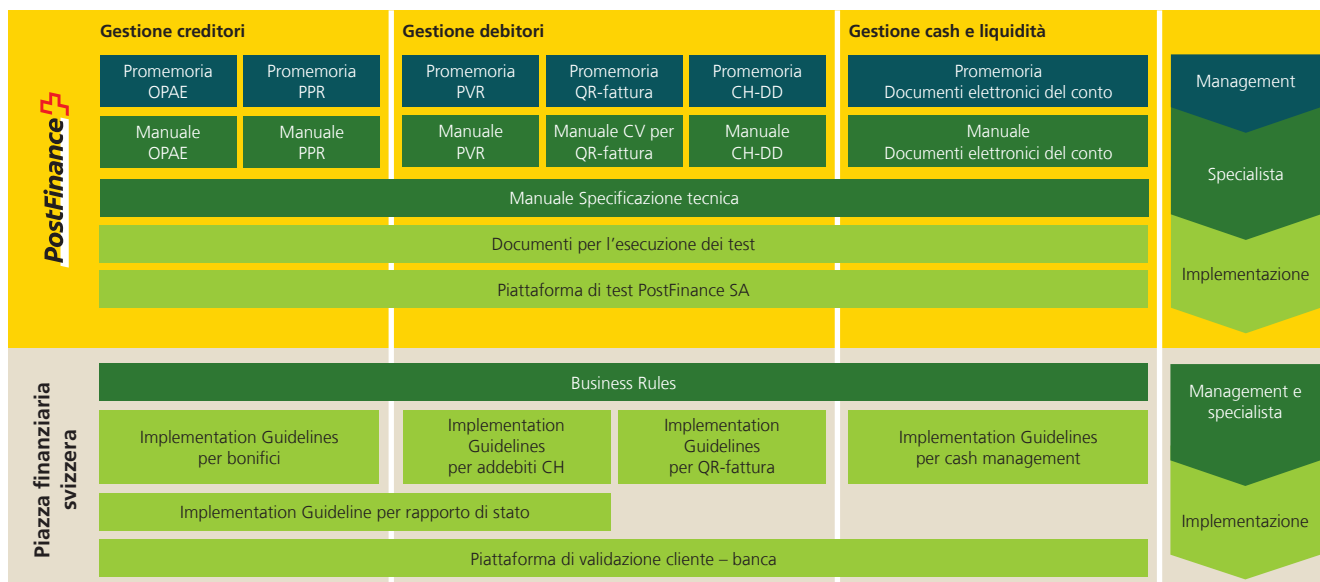 Gestione creditori
Gestione debitori
Gestione cash e liquidità
PostFinance
Promemoria
OPAE
Promemoria
PPR
Promemoria
PVR
Promemoria
QR-fattura
Promemoria
CH-DD
Promemoria
Documenti elettronici del conto
Management
Manuale
OPAE
Manuale
PPR
Manuale
PVR
Manuale CV per
QR-fattura
Manuale
CH-DD
Manuale
Documenti elettronici del conto
Specialista
Manuale Specificazione tecnica
Documenti per l'esecuzione dei test
Implementazione
Piattaforma di test PostFinance SA
Piazza finanziaria
svizzera
Business Rules
Management e
specialista
Implementation Guidelines
per bonifici
Implementation
Guidelines
per addebiti CH
Implementation
Guidelines
per QR-fattura
Implementation Guidelines
per cash management
Implementation Guideline per rapporto di stato
Implementazione
Piattaforma di validazione cliente – banca